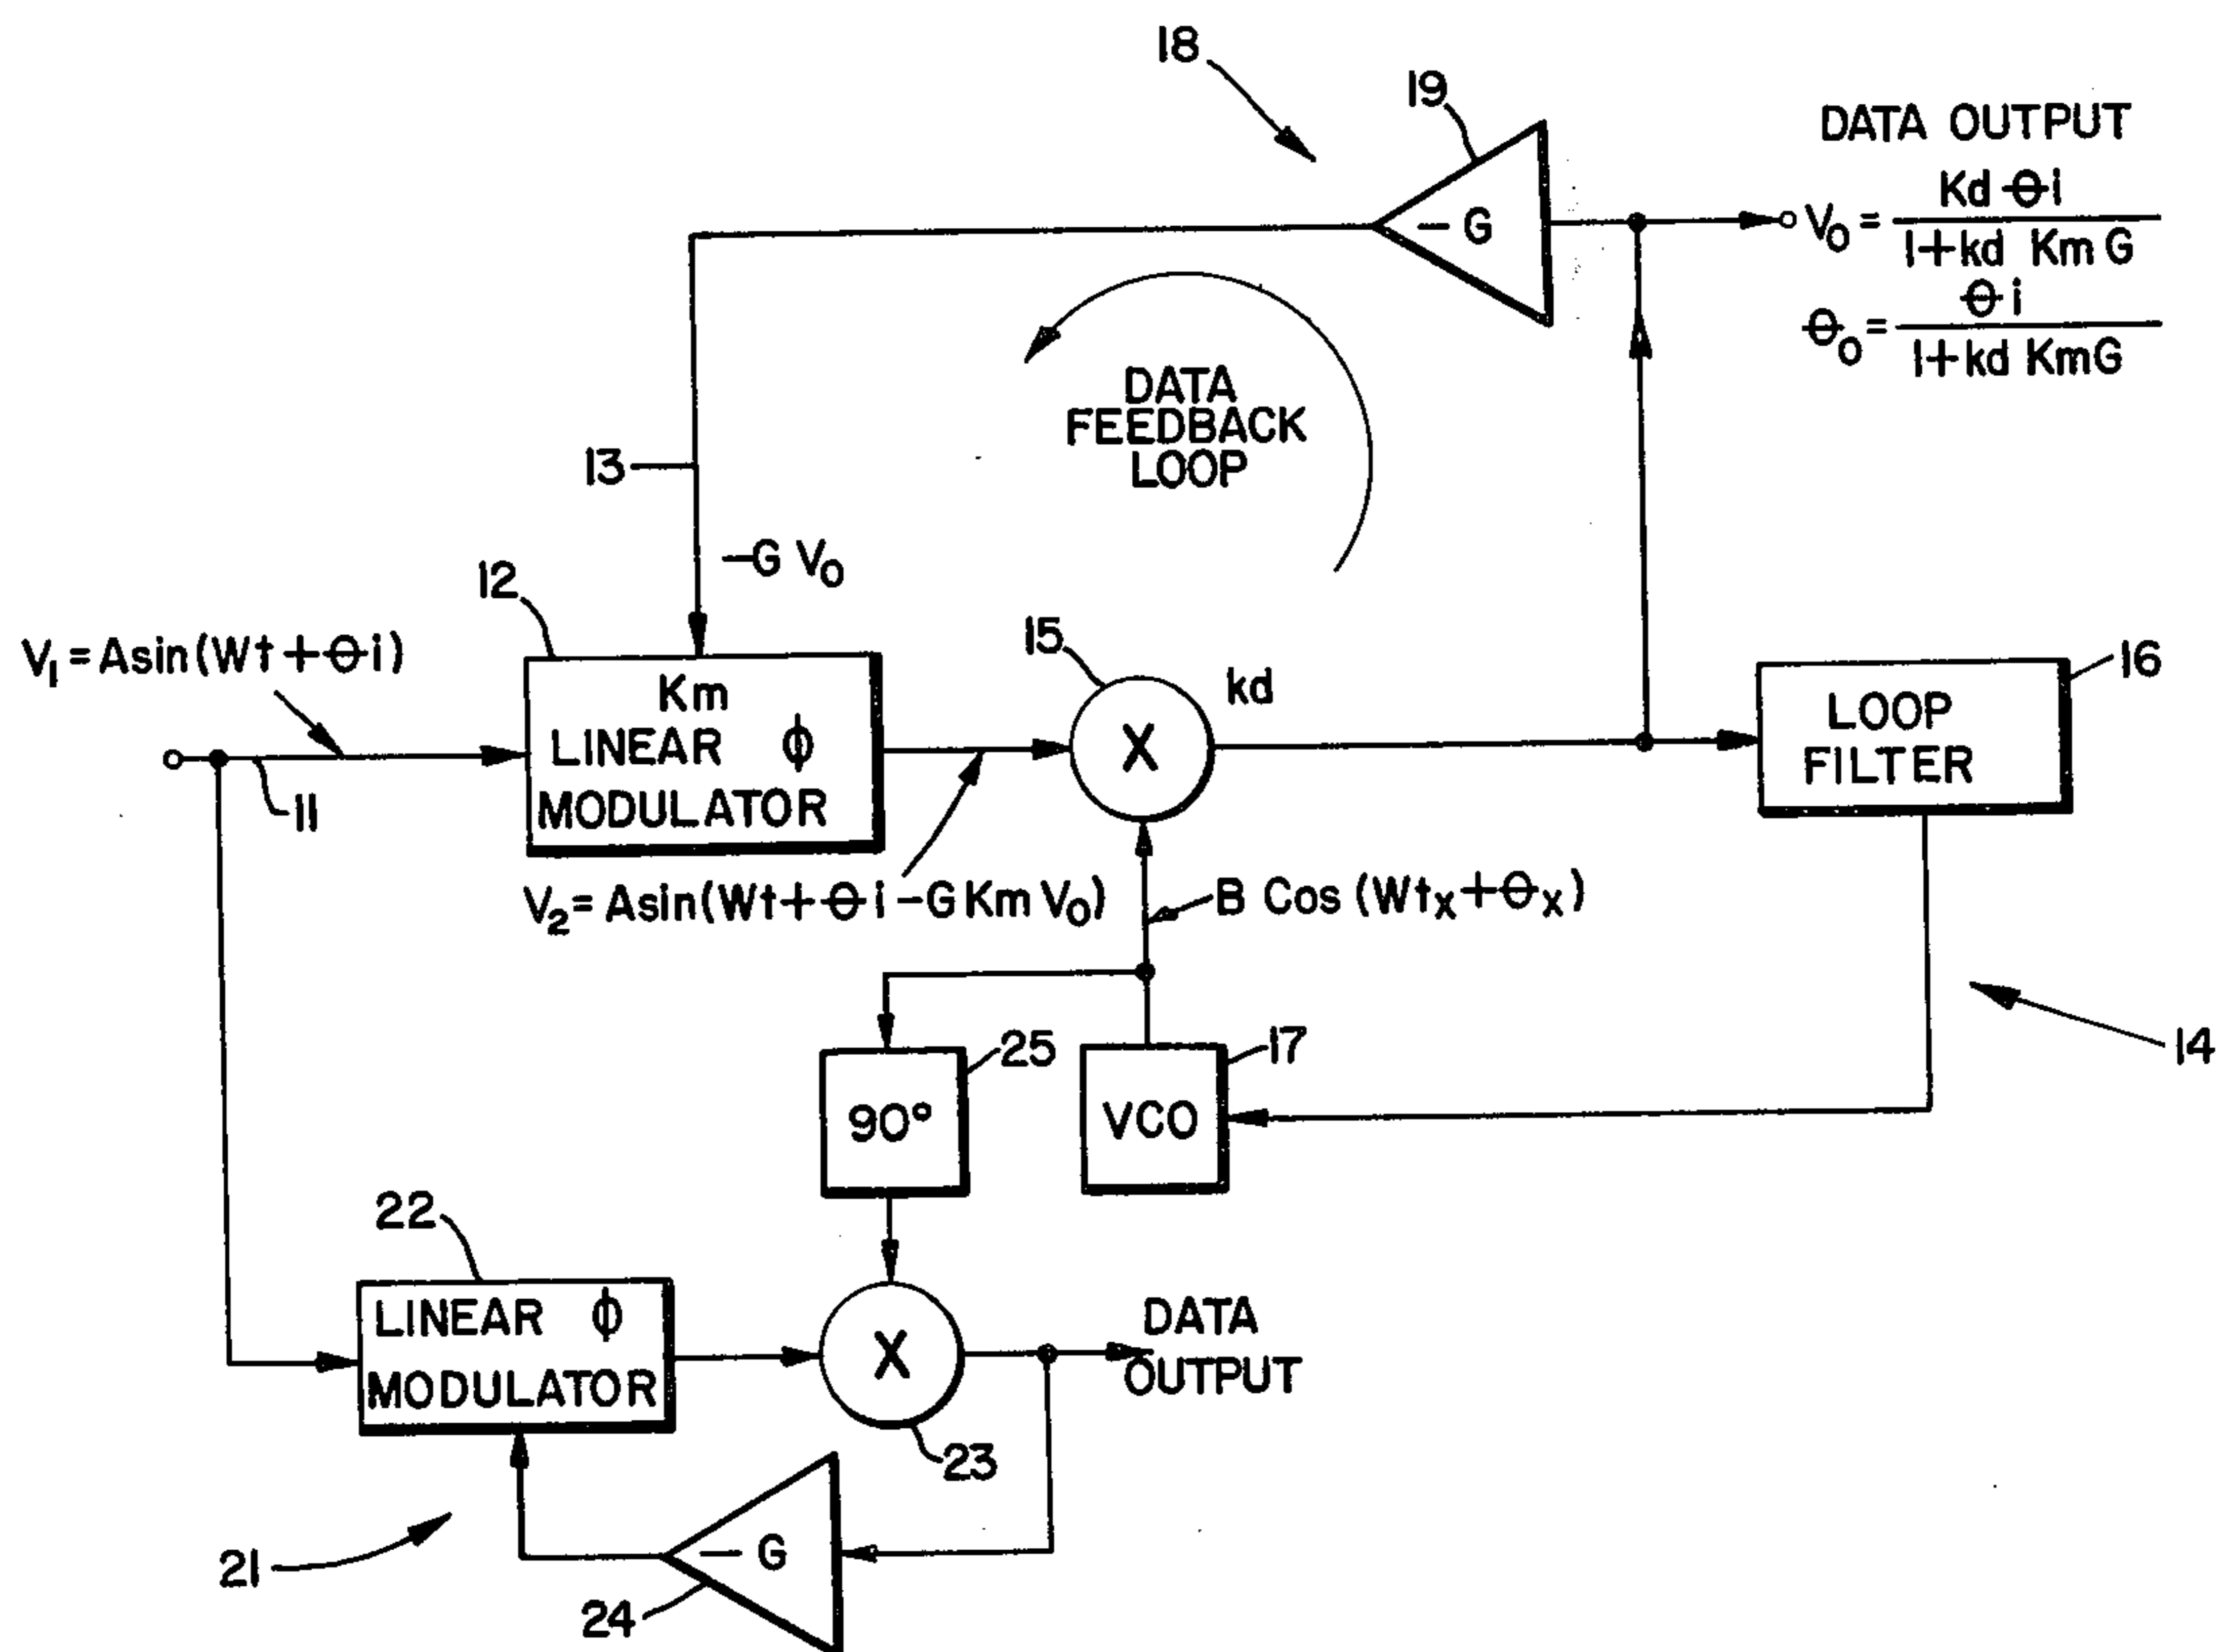 18
19
DATA OUTPUT
V₀ = Kd θi / 1+kd Km G
θ₀ = θi / 1+kd KmG
DATA
FEEDBACK
LOOP
13
-G V₀
12
V₁ = Asin(Wt+θi)
11
Km
LINEAR ϕ
MODULATOR
15
X
kd
LOOP
FILTER
16
V₂ = Asin(Wt+θi-GKmV₀)
B Cos (Wtₓ+θₓ)
14
25
90°
17
VCO
22
LINEAR ϕ
MODULATOR
X
23
DATA
OUTPUT
21
24
-G
-G